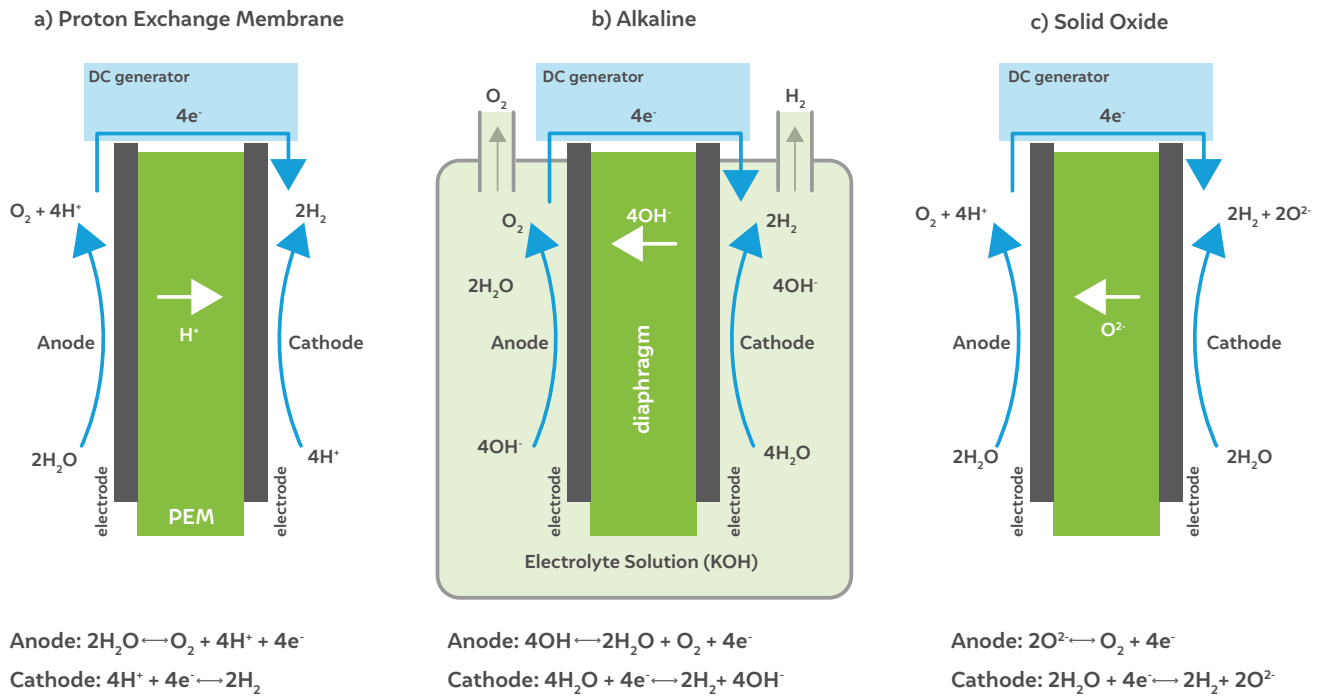 a) Proton Exchange Membrane
DC generator
4e⁻
O₂ + 4H⁺
2H₂
H⁺
Anode
Cathode
2H₂O
4H⁺
electrode
electrode
PEM
Anode: 2H₂O ⟷ O₂ + 4H⁺ + 4e⁻
Cathode: 4H⁺ + 4e⁻ ⟷ 2H₂
b) Alkaline
O₂
DC generator
H₂
4e⁻
O₂
4OH⁻
2H₂
2H₂O
4OH⁻
Anode
diaphragm
Cathode
4OH⁻
4H₂O
electrode
electrode
Electrolyte Solution (KOH)
Anode: 4OH ⟷ 2H₂O + O₂ + 4e⁻
Cathode: 4H₂O + 4e⁻ ⟷ 2H₂ + 4OH⁻
c) Solid Oxide
DC generator
4e⁻
O₂ + 4H⁺
2H₂ + 2O²⁻
O²⁻
Anode
Cathode
2H₂O
2H₂O
electrode
electrode
Anode: 2O²⁻ ⟷ O₂ + 4e⁻
Cathode: 2H₂O + 4e⁻ ⟷ 2H₂ + 2O²⁻